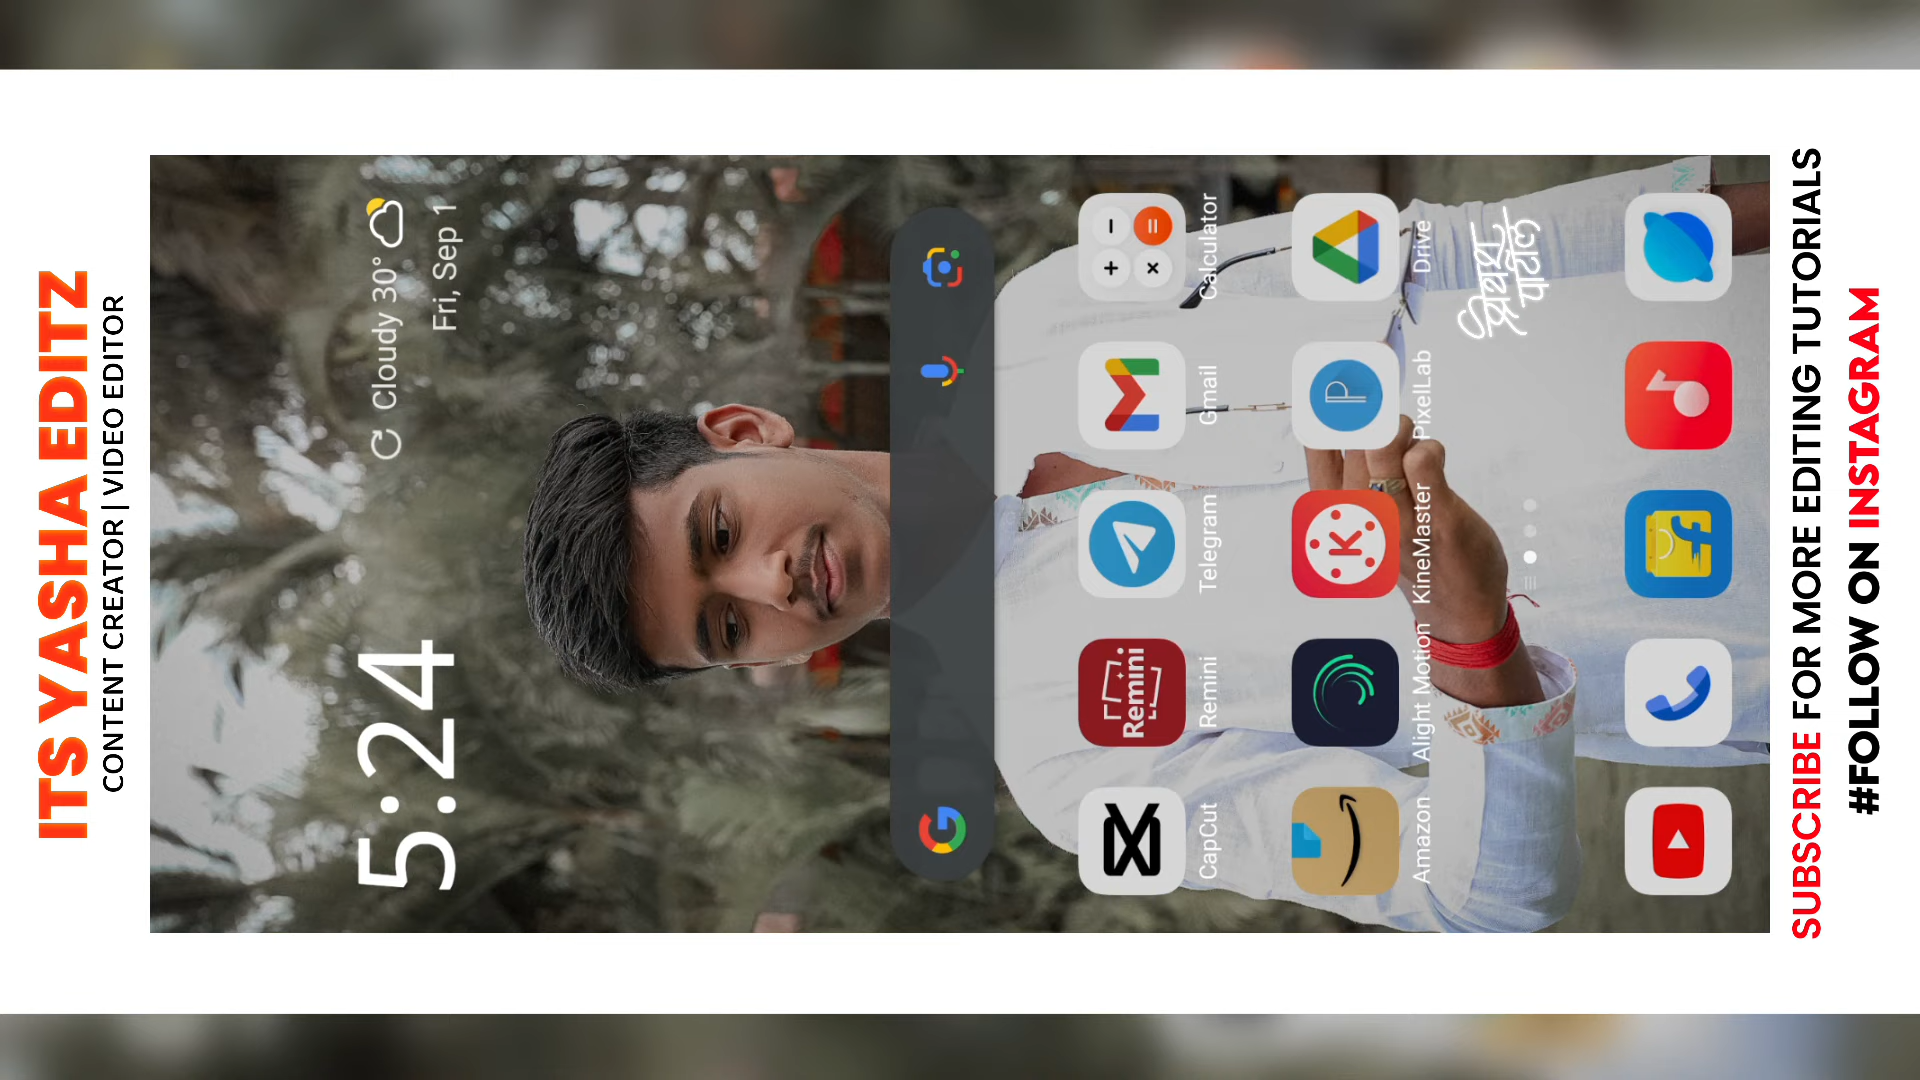 ITS YASHA EDITZ
CONTENT CREATOR | VIDEO EDITOR
5:24
Cloudy 30°
Fri, Sep 1
CapCut
Remini
Remini
Telegram
Gmail
Calculator
Amazon
Alight Motion
KineMaster
PixelLab
Drive
SUBSCRIBE FOR MORE EDITING TUTORIALS
#FOLLOW ON INSTAGRAM